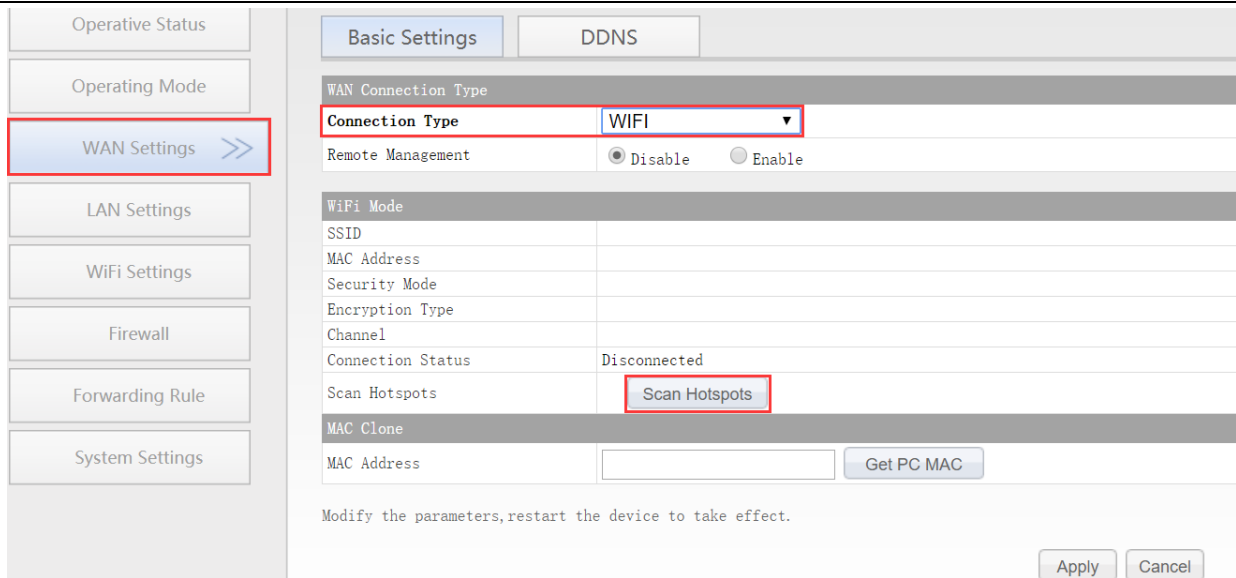 Operative Status
Operating Mode
WAN Settings >>
LAN Settings
WiFi Settings
Firewall
Forwarding Rule
System Settings
Basic Settings DDNS
WAN Connection Type
Connection Type WIFI
Remote Management Disable Enable
WiFi Mode
SSID
MAC Address
Security Mode
Encryption Type
Channel
Connection Status Disconnected
Scan Hotspots Scan Hotspots
MAC Clone
MAC Address Get PC MAC
Modify the parameters,restart the device to take effect.
Apply Cancel